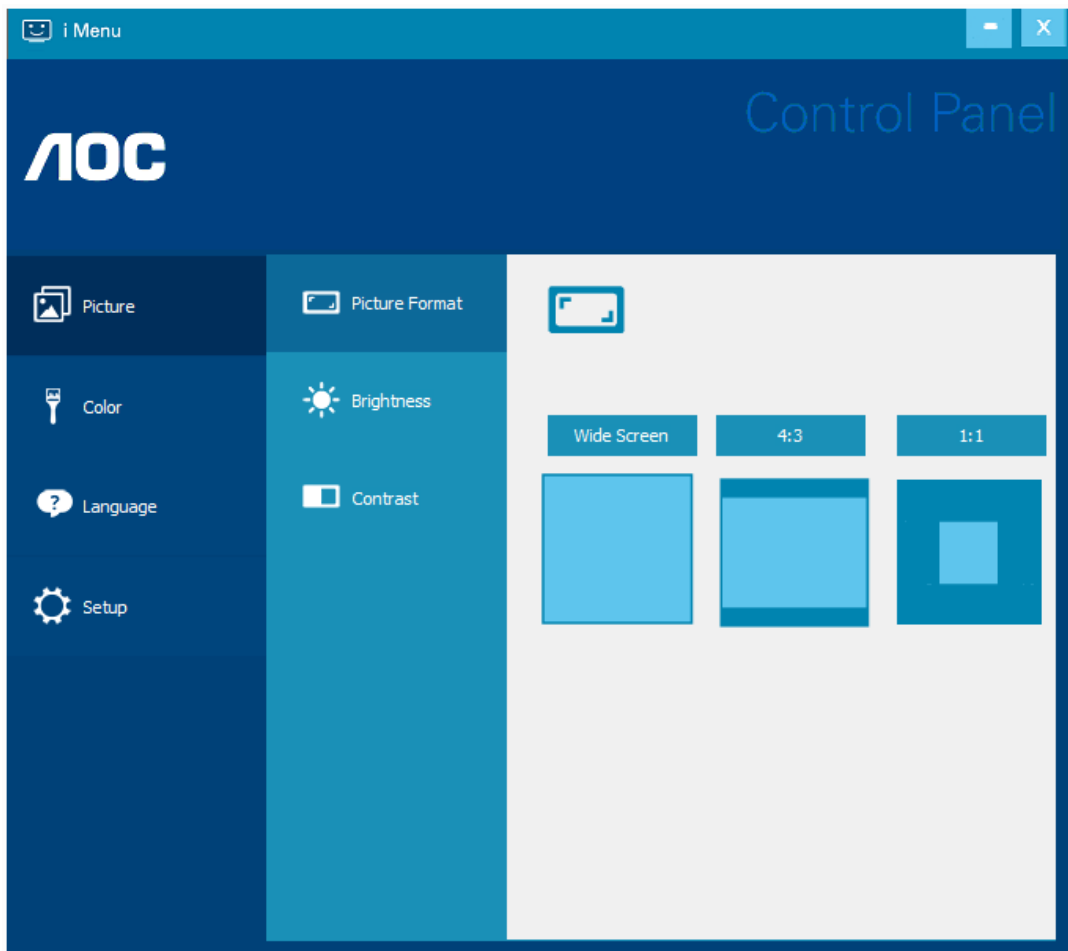 i Menu
Control Panel
AOC
Picture
Color
Language
Setup
Picture Format
Brightness
Contrast
Wide Screen 4:3 1:1